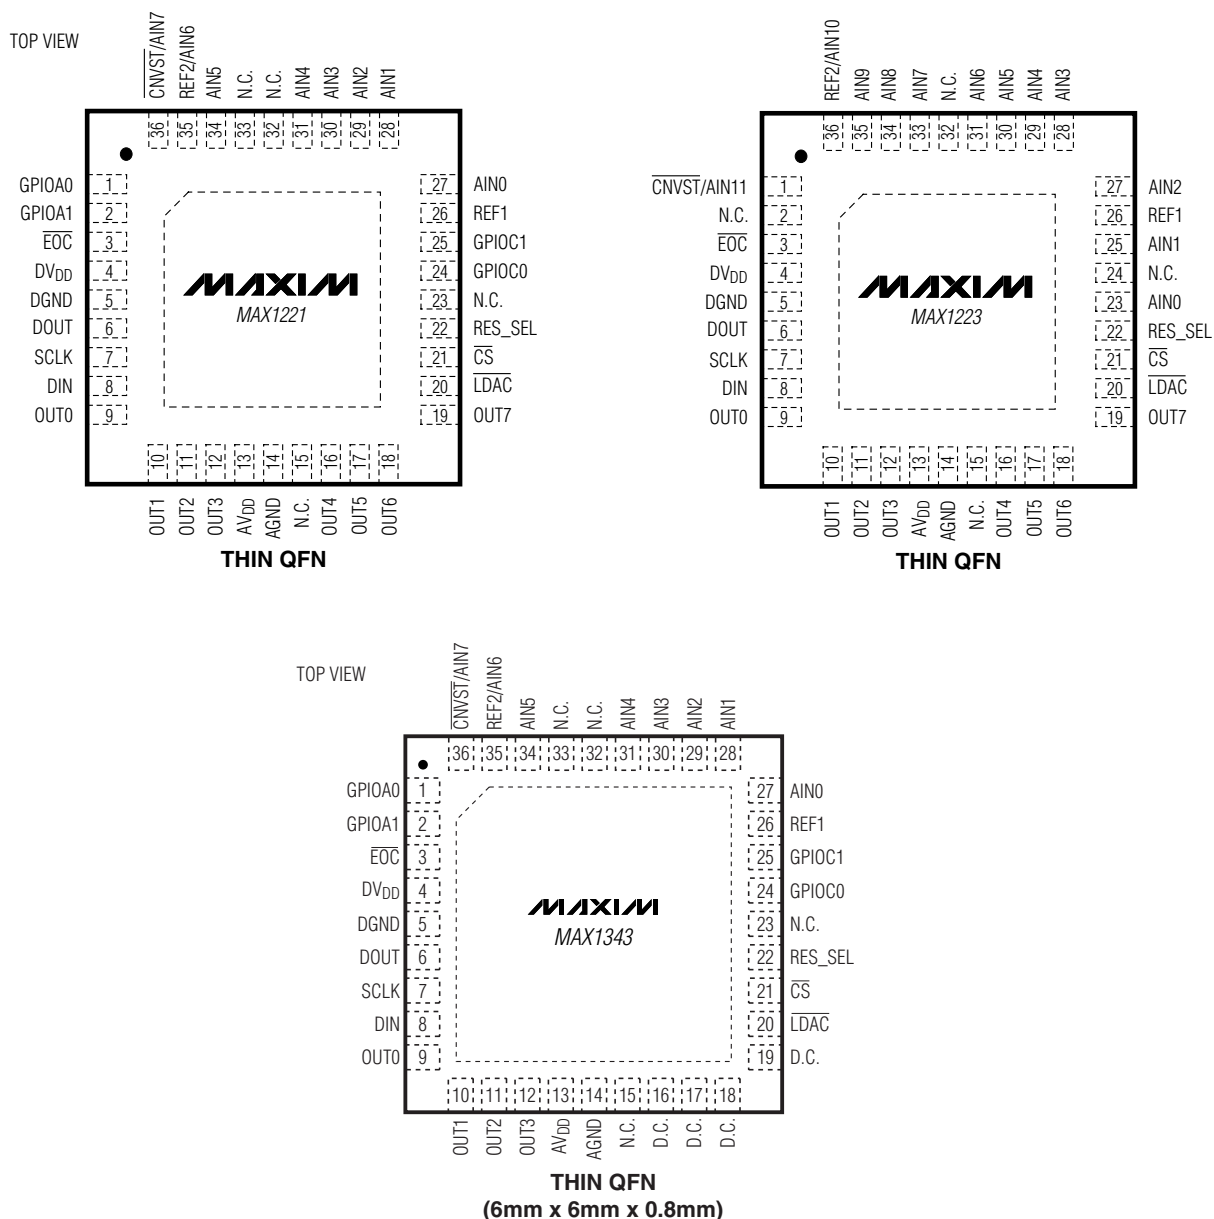 TOP VIEW
CNVST/AIN7
REF2/AIN6
AIN5
N.C.
N.C.
AIN4
AIN3
AIN2
AIN1
36 35 34 33 32 31 30 29 28
GPIOA0 1
GPIOA1 2
EOC 3
DVDD 4
DGND 5
DOUT 6
SCLK 7
DIN 8
OUT0 9
MAXIM
MAX1221
27 AIN0
26 REF1
25 GPIOC1
24 GPIOC0
23 N.C.
22 RES_SEL
21 CS
20 LDAC
19 OUT7
10 11 12 13 14 15 16 17 18
OUT1
OUT2
OUT3
AVDD
AGND
N.C.
OUT4
OUT5
OUT6
THIN QFN
REF2/AIN10
AIN9
AIN8
AIN7
N.C.
AIN6
AIN5
AIN4
AIN3
36 35 34 33 32 31 30 29 28
CNVST/AIN11 1
N.C. 2
EOC 3
DVDD 4
DGND 5
DOUT 6
SCLK 7
DIN 8
OUT0 9
MAXIM
MAX1223
27 AIN2
26 REF1
25 AIN1
24 N.C.
23 AIN0
22 RES_SEL
21 CS
20 LDAC
19 OUT7
10 11 12 13 14 15 16 17 18
OUT1
OUT2
OUT3
AVDD
AGND
N.C.
OUT4
OUT5
OUT6
THIN QFN
TOP VIEW
CNVST/AIN7
REF2/AIN6
AIN5
N.C.
N.C.
AIN4
AIN3
AIN2
AIN1
36 35 34 33 32 31 30 29 28
GPIOA0 1
GPIOA1 2
EOC 3
DVDD 4
DGND 5
DOUT 6
SCLK 7
DIN 8
OUT0 9
MAXIM
MAX1343
27 AIN0
26 REF1
25 GPIOC1
24 GPIOC0
23 N.C.
22 RES_SEL
21 CS
20 LDAC
19 D.C.
10 11 12 13 14 15 16 17 18
OUT1
OUT2
OUT3
AVDD
AGND
N.C.
D.C.
D.C.
D.C.
THIN QFN
(6mm x 6mm x 0.8mm)